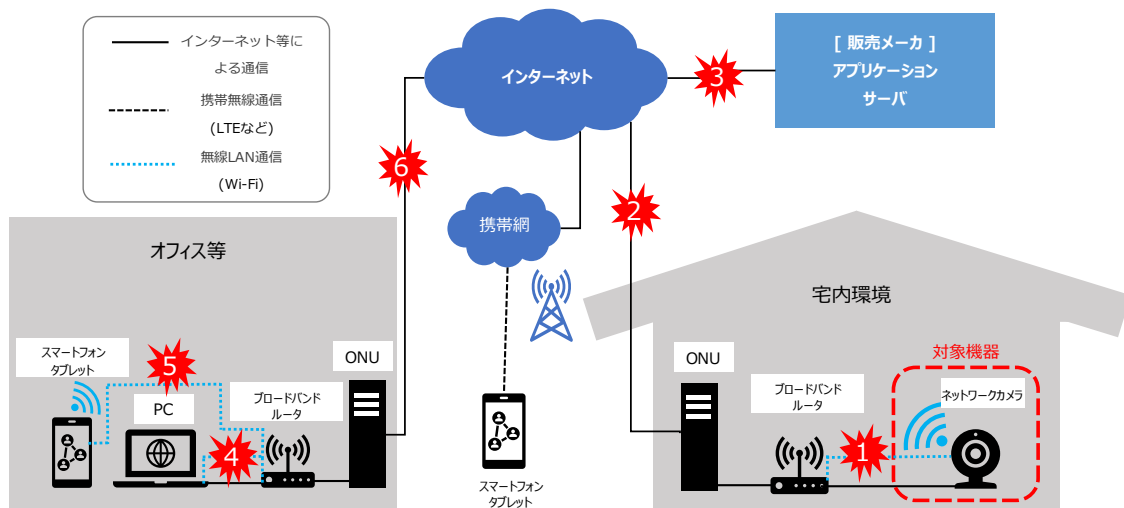 インターネット等に
よる通信
携帯無線通信
(LTEなど)
無線LAN通信
(Wi-Fi)
インターネット
[ 販売メーカ ]
アプリケーション
サーバ
3
6
2
携帯網
オフィス等
宅内環境
スマートフォン
タブレット
5
PC
ブロードバンド
ルータ
ONU
4
スマートフォン
タブレット
ONU
ブロードバンド
ルータ
1
対象機器
ネットワークカメラ